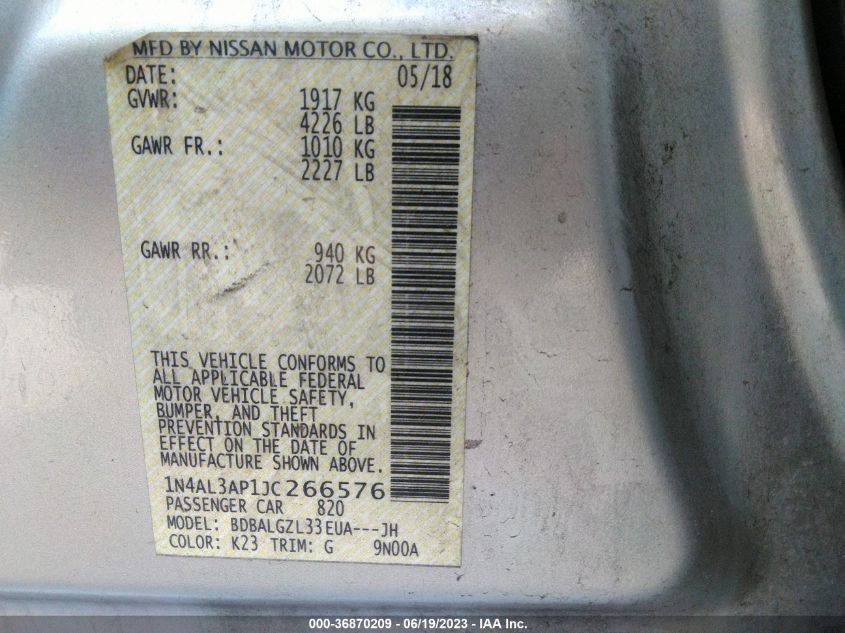 MFD BY NISSAN MOTOR CO., LTD.
DATE: 05/18
GVWR: 1917 KG
4226 LB
GAWR FR.: 1010 KG
2227 LB
GAWR RR.: 940 KG
2072 LB
THIS VEHICLE CONFORMS TO
ALL APPLICABLE FEDERAL
MOTOR VEHICLE SAFETY,
BUMPER, AND THEFT
PREVENTION STANDARDS IN
EFFECT ON THE DATE OF
MANUFACTURE SHOWN ABOVE.
1N4AL3AP1JC266576
PASSENGER CAR 820
MODEL: BDBALGZL33EUA---JH
COLOR: K23 TRIM: G 9N00A
000-36870209 - 06/19/2023 - IAA Inc.